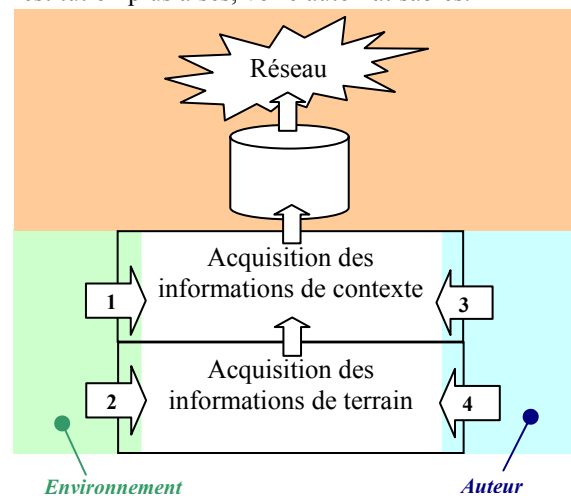 Réseau
Acquisition des
informations de contexte
1
3
Acquisition des
informations de terrain
2
4
Environnement
Auteur